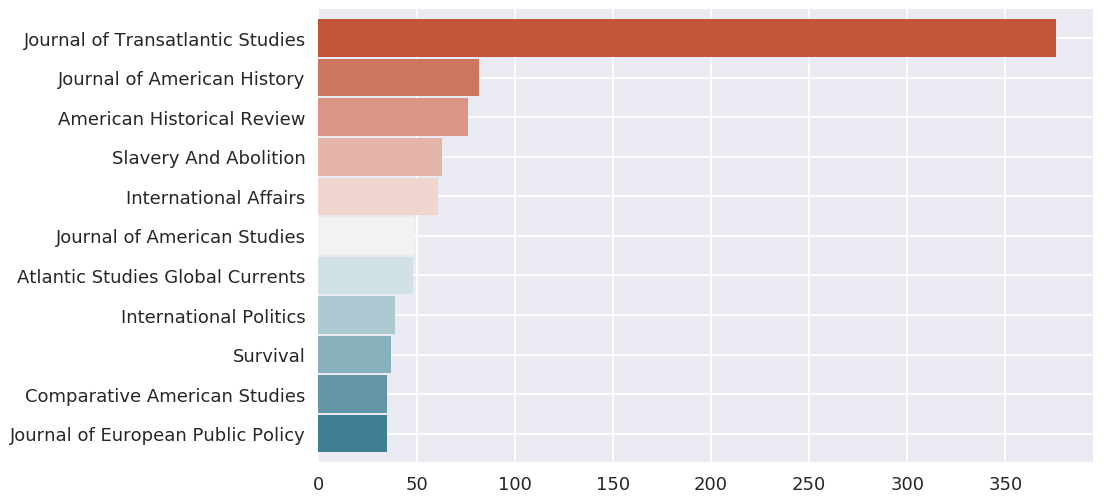 Journal of Transatlantic Studies
Journal of American History
American Historical Review
Slavery And Abolition
International Affairs
Journal of American Studies
Atlantic Studies Global Currents
International Politics
Survival
Comparative American Studies
Journal of European Public Policy
0 50 100 150 200 250 300 350